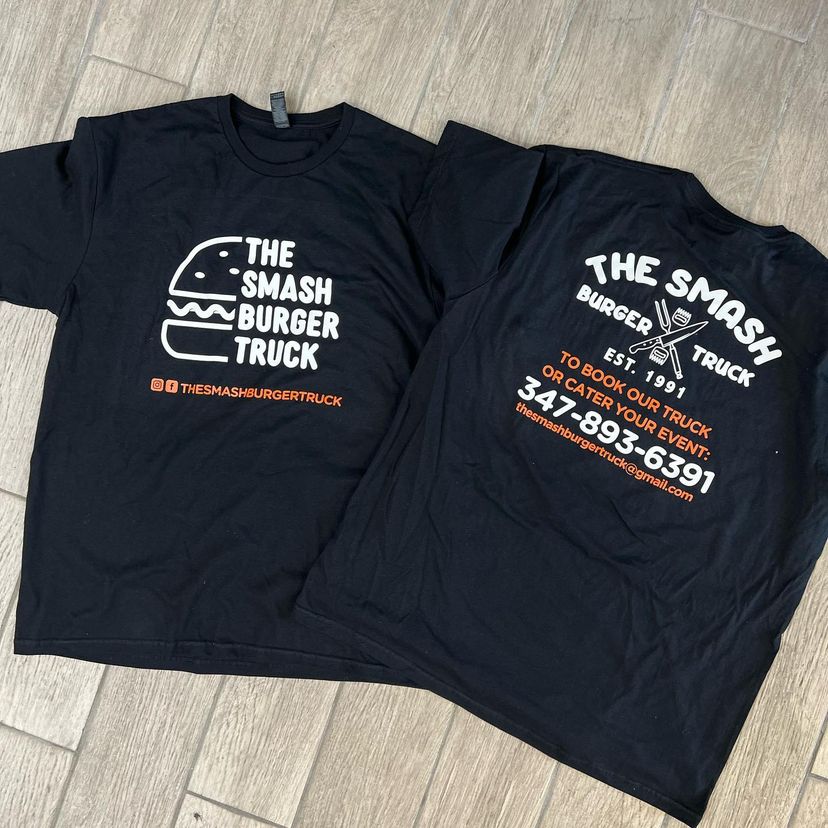 THE
SMASH
BURGER
TRUCK
THESMASHBURGERTRUCK
THE SMASH
BURGER TRUCK
EST. 1991
TO BOOK OUR TRUCK
OR CATER YOUR EVENT:
347-893-6391
thesmashburgertruck@gmail.com